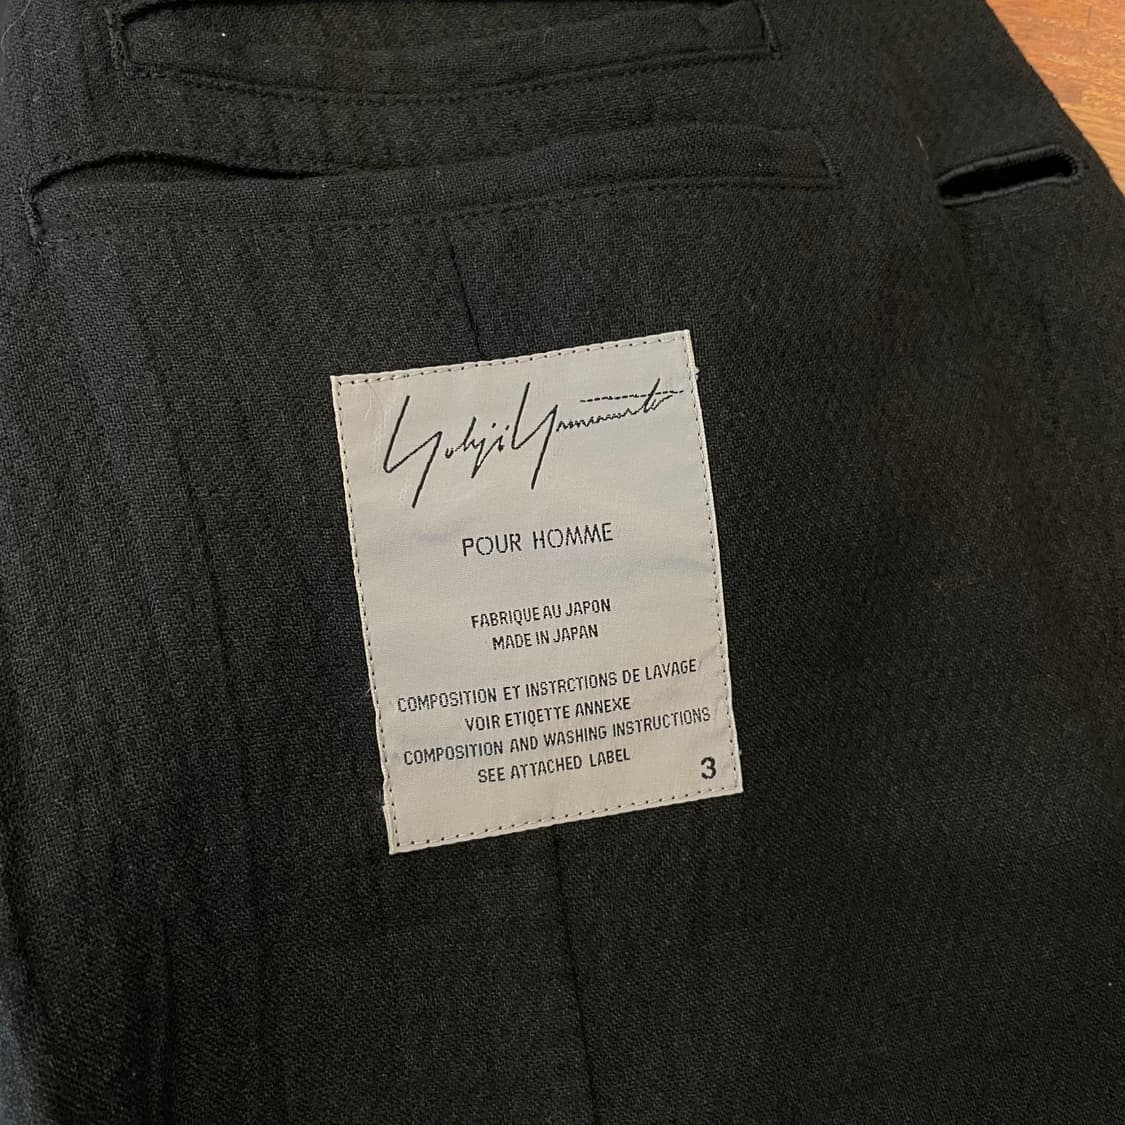 Yohji Yamamoto
POUR HOMME
FABRIQUE AU JAPON
MADE IN JAPAN
COMPOSITION ET INSTRCTIONS DE LAVAGE
VOIR ETIQETTE ANNEXE
COMPOSITION AND WASHING INSTRUCTIONS
SEE ATTACHED LABEL
3